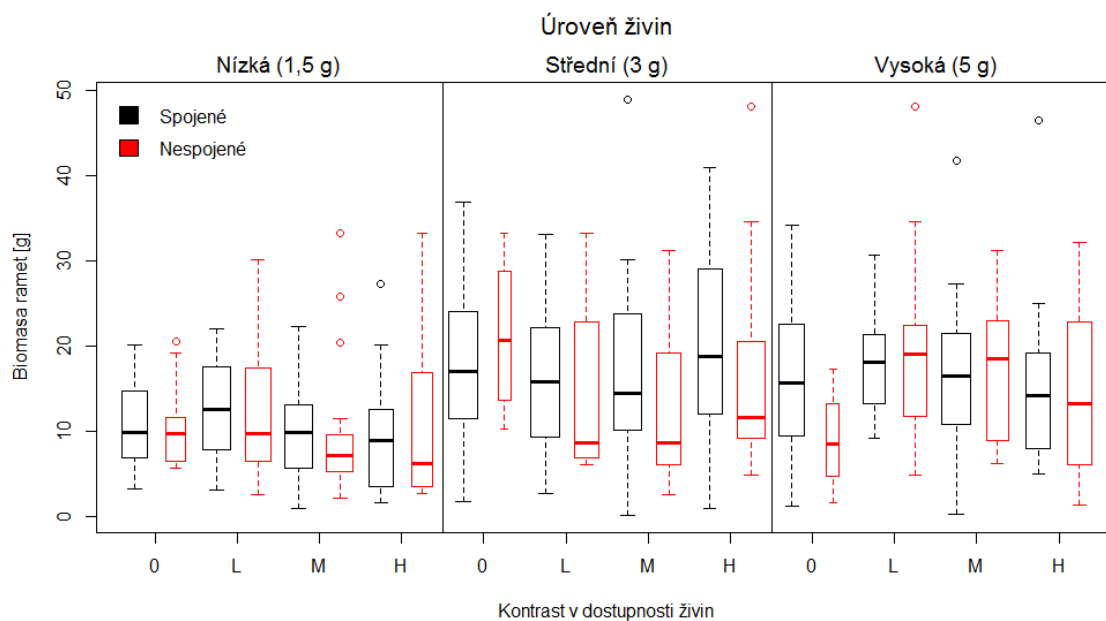 Úroveň živin
Nízká (1,5 g) Střední (3 g) Vysoká (5 g)
Spojené
Nespojené
Biomasa ramet [g]
50
40
30
20
10
0
0 L M H 0 L M H 0 L M H
Kontrast v dostupnosti živin